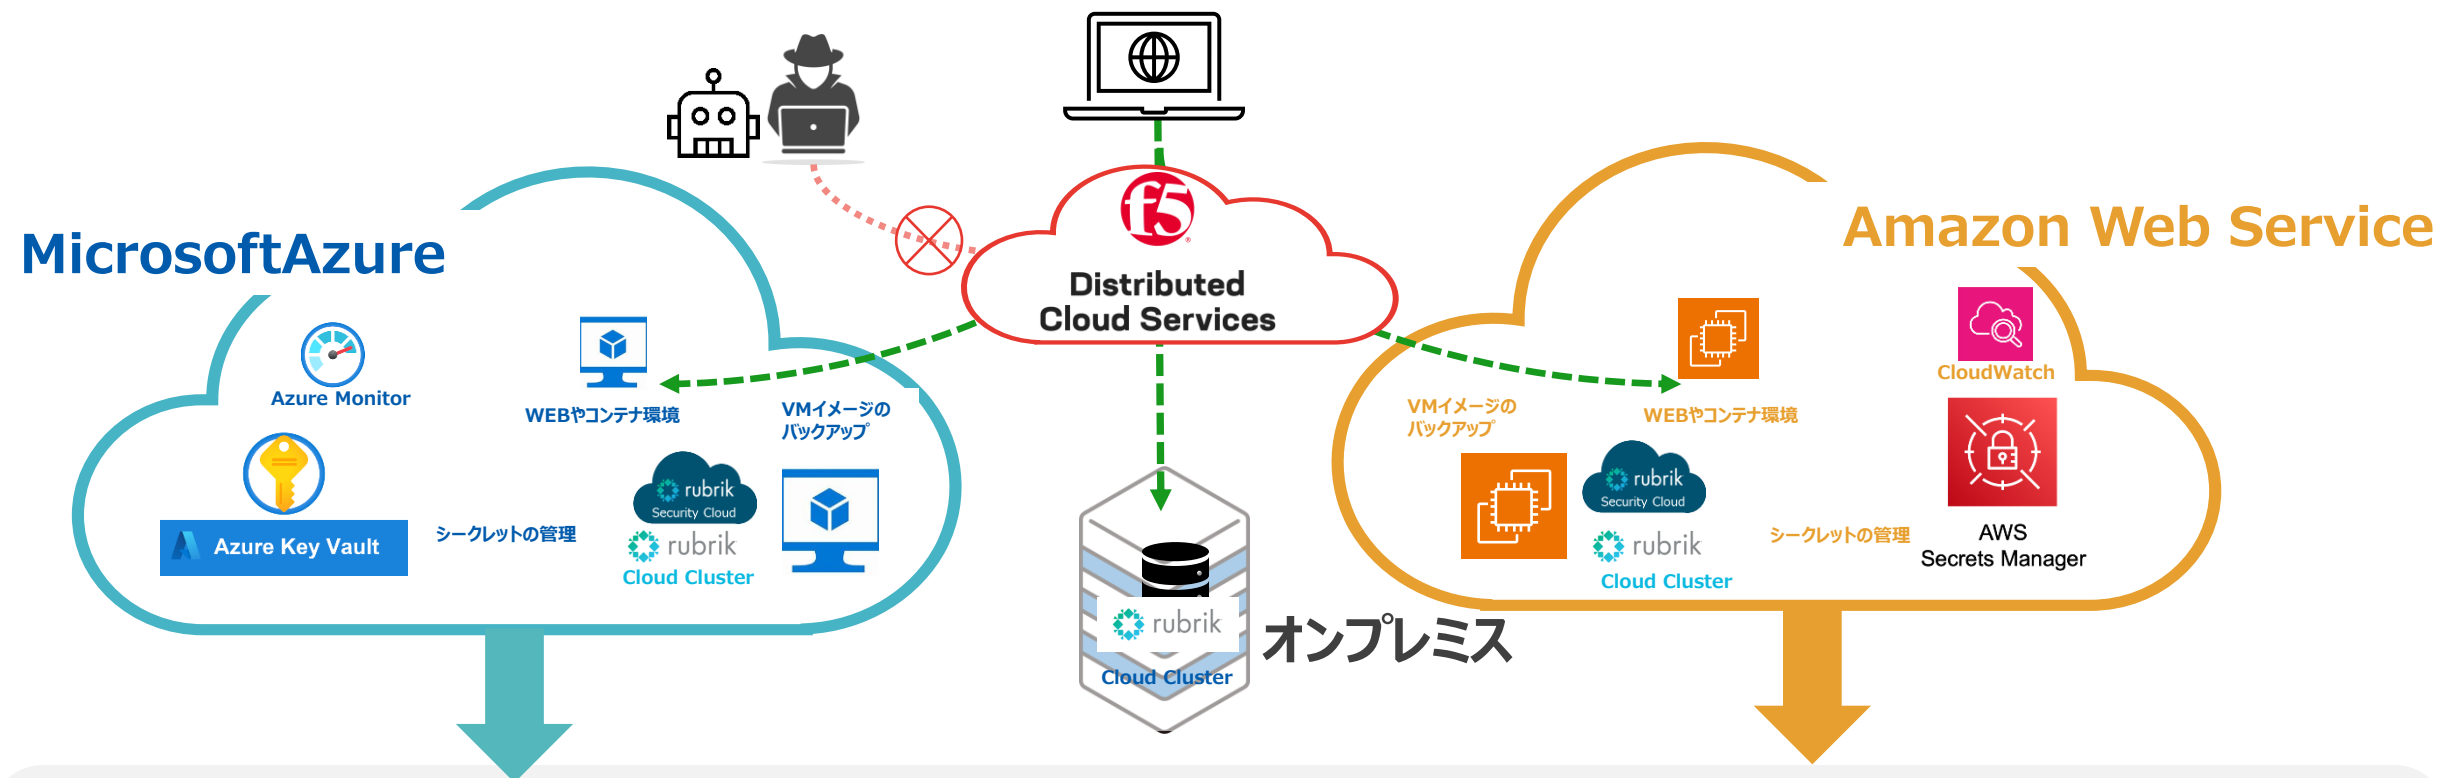 f5
Distributed
Cloud Services
MicrosoftAzure
Azure Monitor
WEBやコンテナ環境
VMイメージの
バックアップ
Azure Key Vault
シークレットの管理
rubrik
Security Cloud
rubrik
Cloud Cluster
rubrik
Cloud Cluster
オンプレミス
Amazon Web Service
VMイメージの
バックアップ
WEBやコンテナ環境
CloudWatch
rubrik
Security Cloud
rubrik
Cloud Cluster
シークレットの管理
AWS
Secrets Manager